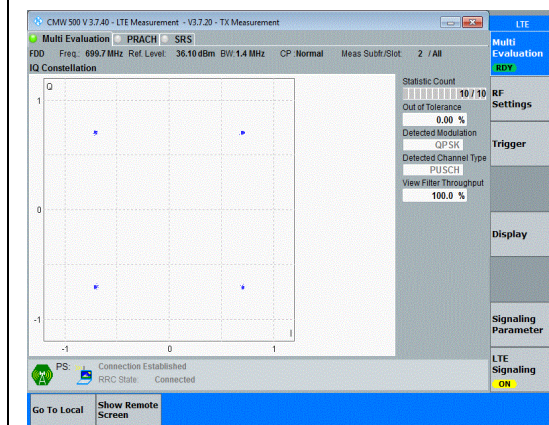 CMW 500 V 3.7.40 - LTE Measurement - V3.7.20 - TX Measurement
LTE
Multi Evaluation PRACH SRS
Multi
Evaluation
RDY
FDD Freq.: 699.7 MHz Ref. Level: 36.10 dBm BW: 1.4 MHz CP :Normal Meas Subfr./Slot: 2 / All
IQ Constellation
Q
1
0
-1
-1
0
1
I
Statistic Count
10 / 10
Out of Tolerance
0.00 %
Detected Modulation
QPSK
Detected Channel Type
PUSCH
View Filter Throughput
100.0 %
RF
Settings
Trigger
Display
Signaling
Parameter
LTE
Signaling
ON
PS: Connection Established
RRC State Connected
Go To Local
Show Remote
Screen